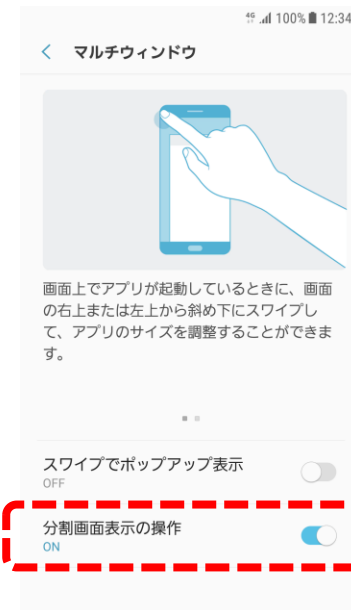 4G 100% 12:34
マルチウィンドウ
画面上でアプリが起動しているときに、画面
の右上または左上から斜め下にスワイプし
て、アプリのサイズを調整することができま
す。
スワイプでポップアップ表示
OFF
分割画面表示の操作
ON